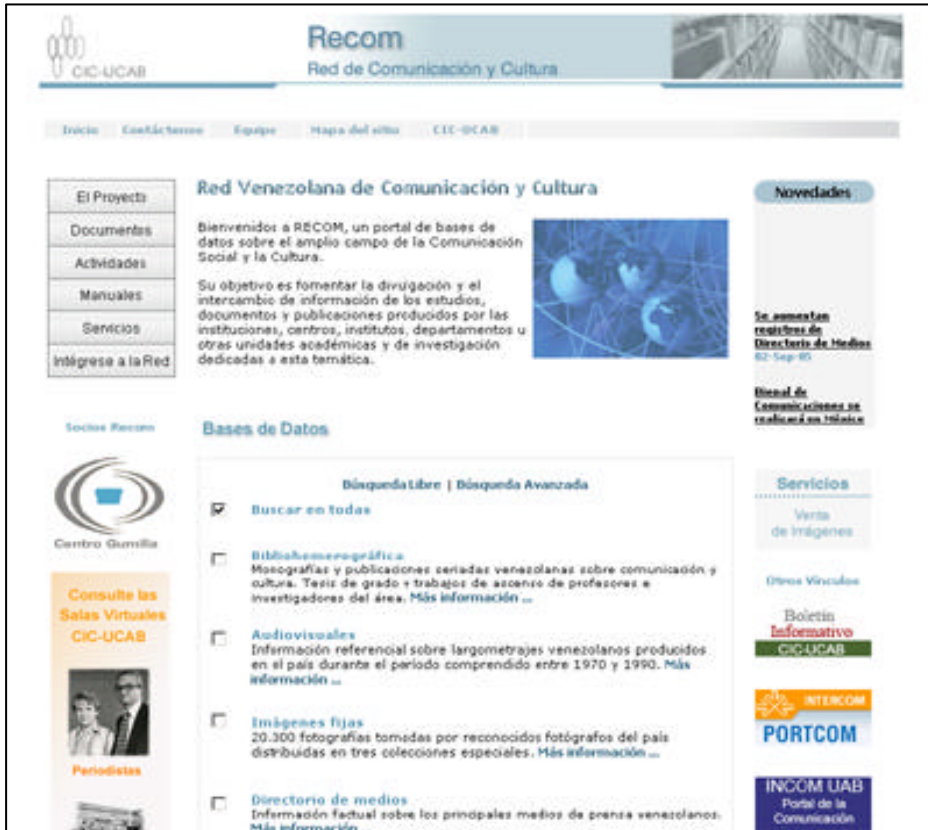 CIC-UCAB
Recom
Red de Comunicación y Cultura
Inicio Contáctenos Equipo Mapa del sitio CIC-UCAB
El Proyecto
Documentos
Actividades
Manuales
Servicios
Intégrese a la Red
Socios Recom
Centro Gumilla
Consulte las
Salas Virtuales
CIC-UCAB
Periodistas
Red Venezolana de Comunicación y Cultura
Bienvenidos a RECOM, un portal de bases de
datos sobre el amplio campo de la Comunicación
Social y la Cultura.
Su objetivo es fomentar la divulgación y el
intercambio de información de los estudios,
documentos y publicaciones producidos por las
instituciones, centros, institutos, departamentos u
otras unidades académicas y de investigación
dedicadas a esta temática.
Bases de Datos
Búsqueda Libre | Búsqueda Avanzada
Buscar en todas
Bibliohemerográfica
Monografías y publicaciones seriadas venezolanas sobre comunicación y
cultura. Tesis de grado y trabajos de ascenso de profesores e
investigadores del área. Más información ...
Audiovisuales
Información referencial sobre largometrajes venezolanos producidos
en el país durante el período comprendido entre 1970 y 1990. Más
información ...
Imágenes fijas
20.300 fotografías tomadas por reconocidos fotógrafos del país
distribuidas en tres colecciones especiales. Más información ...
Directorio de medios
Información factual sobre los principales medios de prensa venezolanos.
Más información
Novedades
Se aumentan
registros de
Directorio de Medios
02-Sep-05
Bienal de
Comunicaciones se
realizará en México
Servicios
Venta
de Imágenes
Otros Vínculos
Boletín
Informativo
CIC-UCAB
INTERCOM
PORTCOM
INCOM UAB
Portal de la
Comunicación